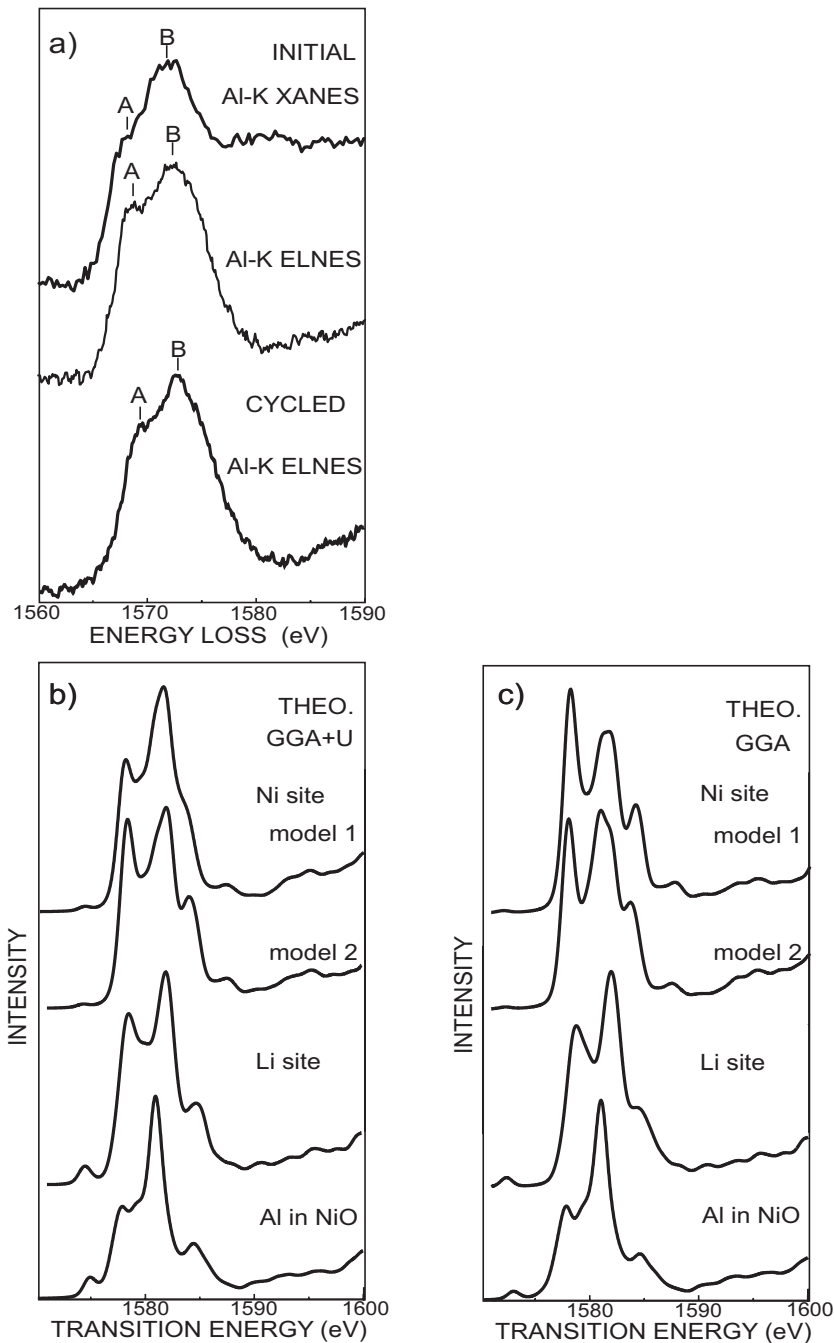 a)
B
INITIAL
A
Al-K XANES
B
A
Al-K ELNES
B
A
CYCLED
Al-K ELNES
1560 1570 1580 1590
ENERGY LOSS (eV)
b)
THEO.
GGA+U
Ni site
model 1
model 2
Li site
Al in NiO
INTENSITY
1580 1590 1600
TRANSITION ENERGY (eV)
c)
THEO.
GGA
Ni site
model 1
model 2
Li site
Al in NiO
INTENSITY
1580 1590 1600
TRANSITION ENERGY (eV)